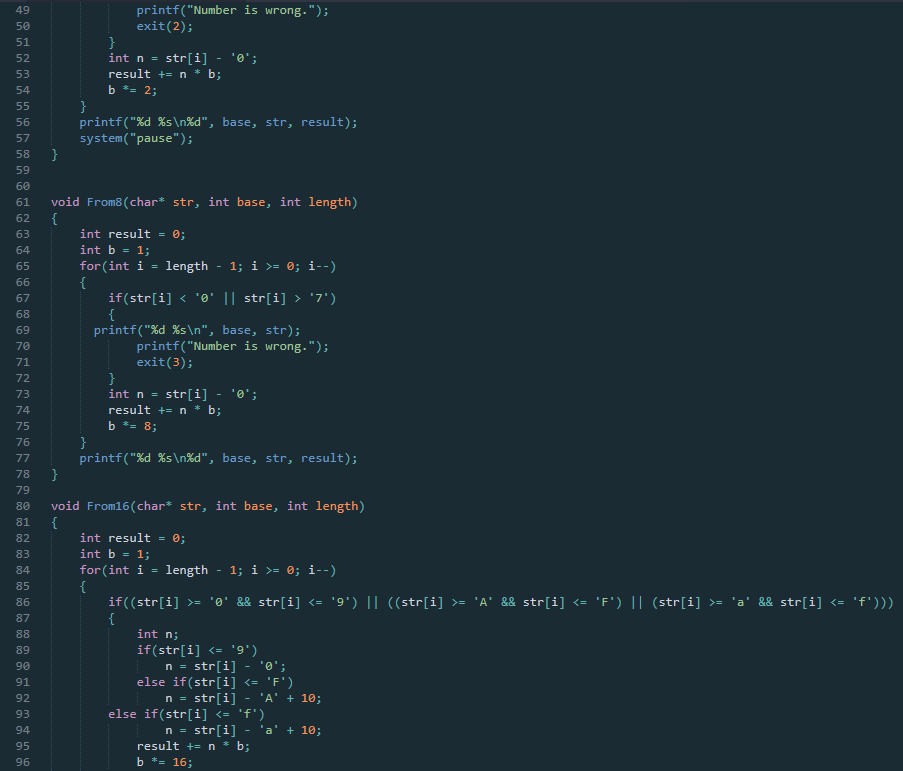 49 printf("Number is wrong.");
50 exit(2);
51 }
52 int n = str[i] - '0';
53 result += n * b;
54 b *= 2;
55 }
56 printf("%d %s\n%d", base, str, result);
57 system("pause");
58 }
59
60
61 void From8(char* str, int base, int length)
62 {
63 int result = 0;
64 int b = 1;
65 for(int i = length - 1; i >= 0; i--)
66 {
67 if(str[i] < '0' || str[i] > '7')
68 {
69 printf("%d %s\n", base, str);
70 printf("Number is wrong.");
71 exit(3);
72 }
73 int n = str[i] - '0';
74 result += n * b;
75 b *= 8;
76 }
77 printf("%d %s\n%d", base, str, result);
78 }
79
80 void From16(char* str, int base, int length)
81 {
82 int result = 0;
83 int b = 1;
84 for(int i = length - 1; i >= 0; i--)
85 {
86 if((str[i] >= '0' && str[i] <= '9') || ((str[i] >= 'A' && str[i] <= 'F') || (str[i] >= 'a' && str[i] <= 'f')))
87 {
88 int n;
89 if(str[i] <= '9')
90 n = str[i] - '0';
91 else if(str[i] <= 'F')
92 n = str[i] - 'A' + 10;
93 else if(str[i] <= 'f')
94 n = str[i] - 'a' + 10;
95 result += n * b;
96 b *= 16;